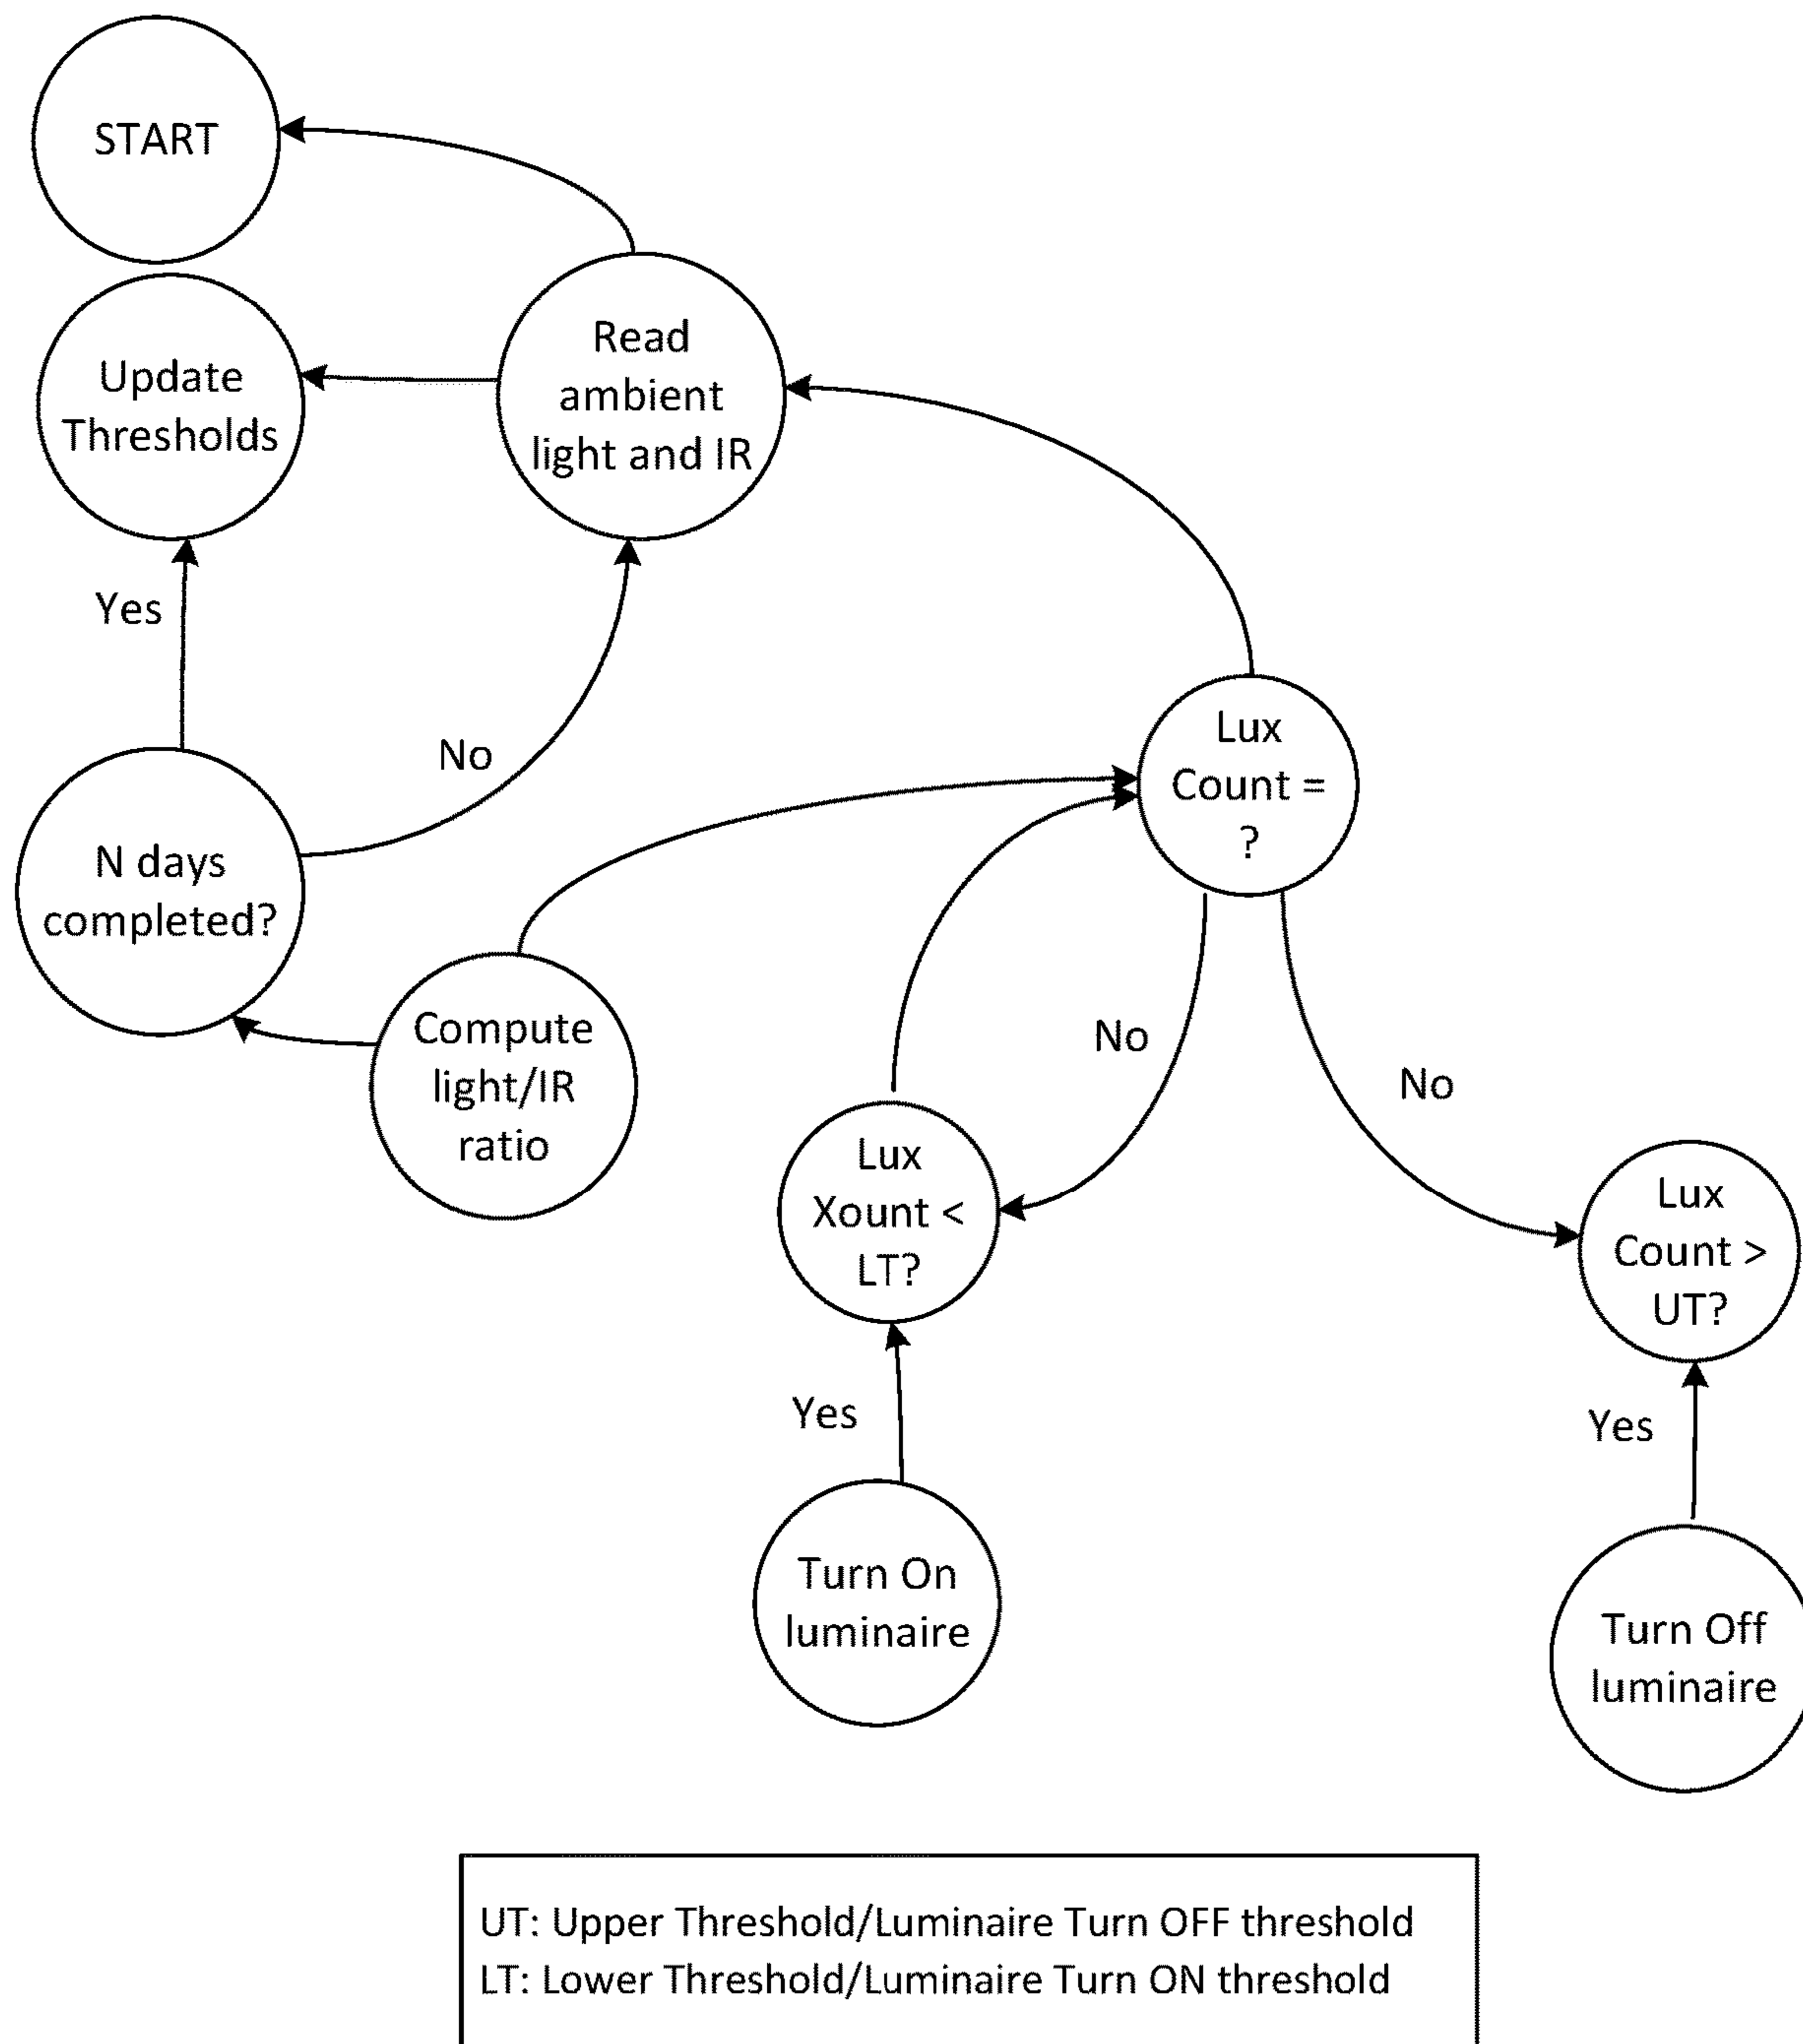 START
Update
Thresholds
Read
ambient
light and IR
Yes
No
N days
completed?
Lux
Count =
?
Compute
light/IR
ratio
No
No
Lux
Xount <
LT?
Lux
Count >
UT?
Yes
Yes
Turn On
luminaire
Turn Off
luminaire
UT: Upper Threshold/Luminaire Turn OFF threshold
LT: Lower Threshold/Luminaire Turn ON threshold